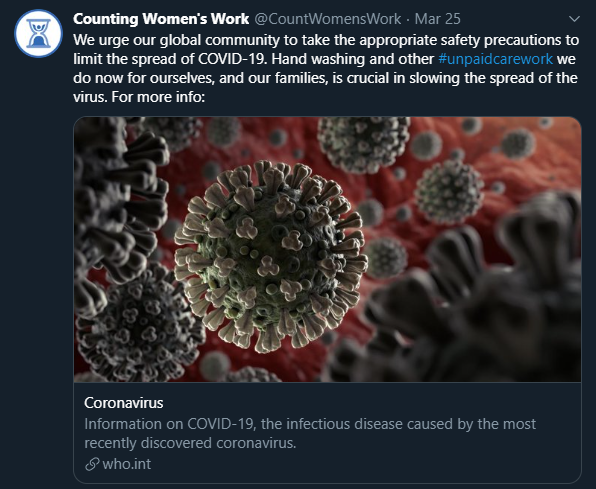 Counting Women's Work @CountWomensWork · Mar 25
We urge our global community to take the appropriate safety precautions to
limit the spread of COVID-19. Hand washing and other #unpaidcarework we
do now for ourselves, and our families, is crucial in slowing the spread of the
virus. For more info:
Coronavirus
Information on COVID-19, the infectious disease caused by the most
recently discovered coronavirus.
who.int